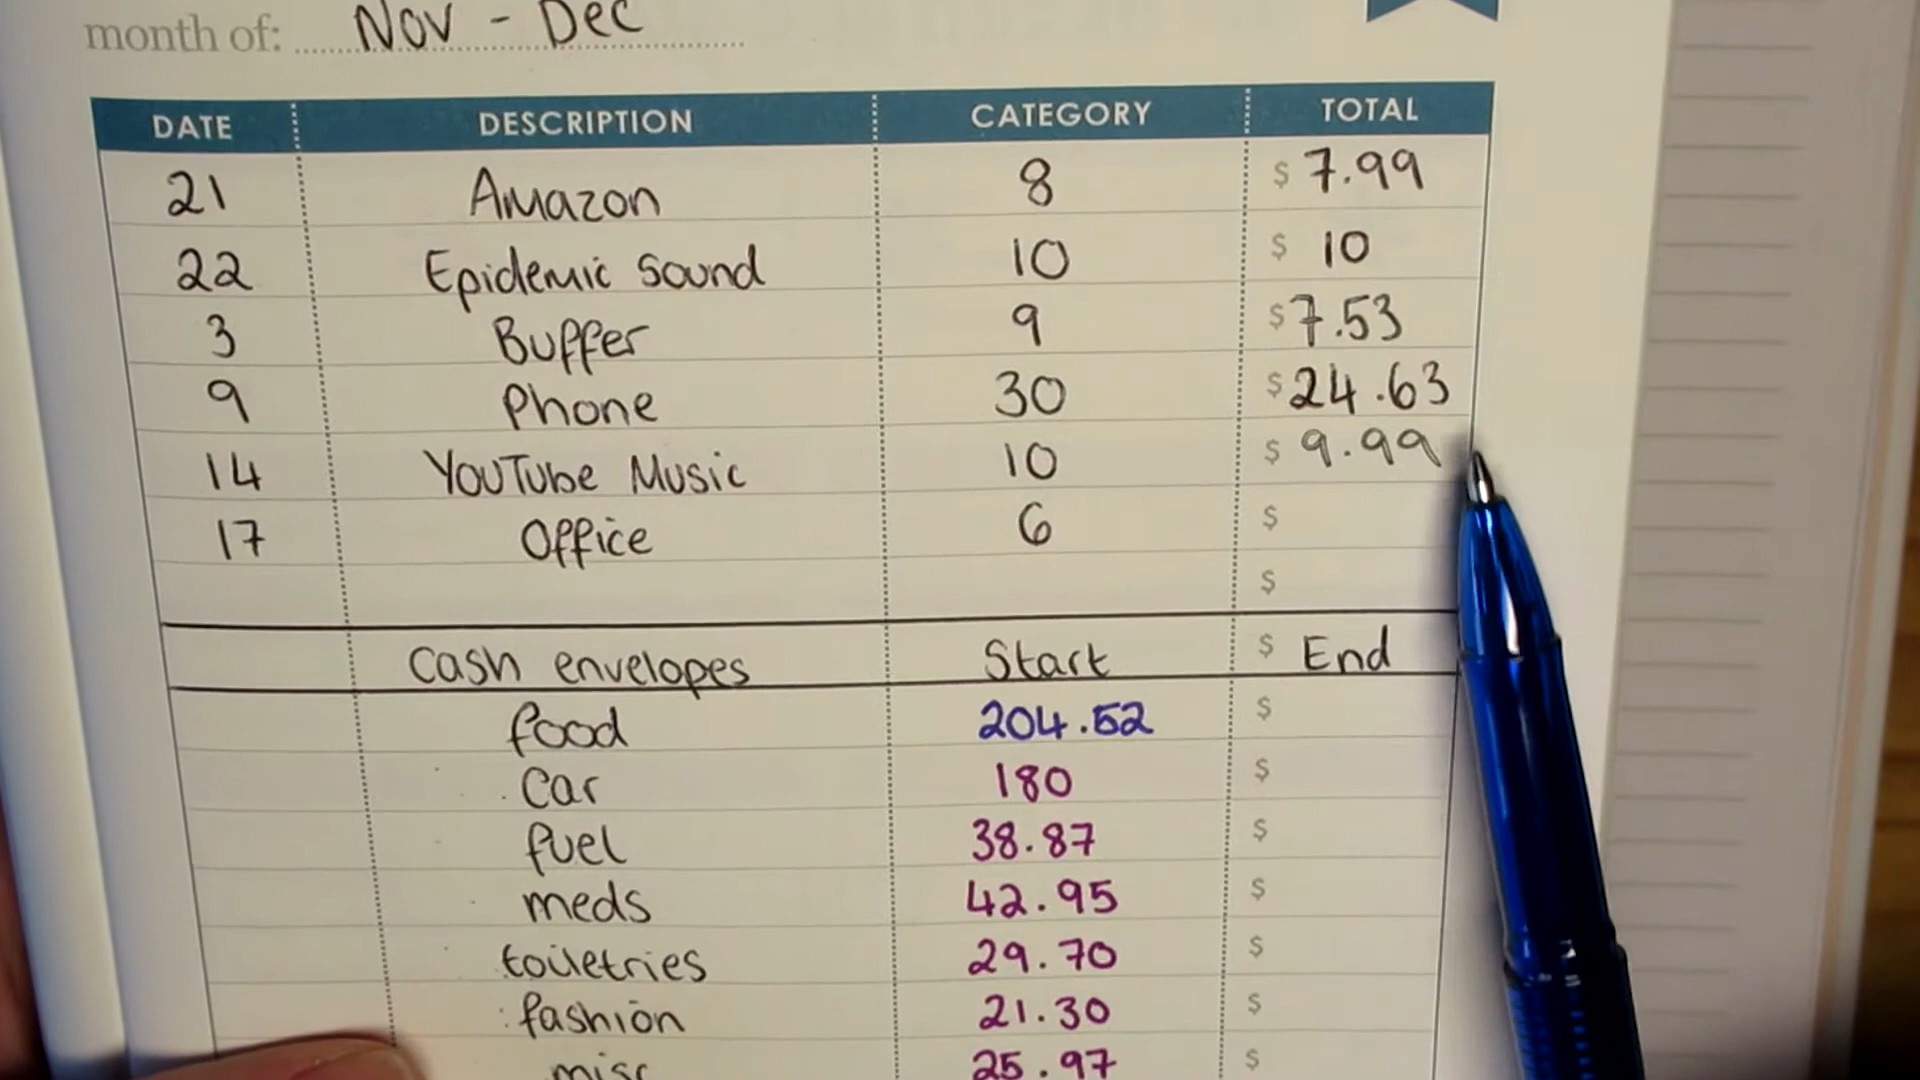 month of: Nov - Dec
DATE DESCRIPTION CATEGORY TOTAL
21 Amazon 8 $ 7.99
22 Epidemic Sound 10 $ 10
3 Buffer 9 $ 7.53
9 Phone 30 $ 24.63
14 YouTube Music 10 $ 9.99
17 Office 6 $
$
Cash envelopes Start $ End
food 204.52 $
Car 180 $
fuel 38.87 $
meds 42.95 $
toiletries 29.70 $
fashion 21.30 $
misc 25.97 $